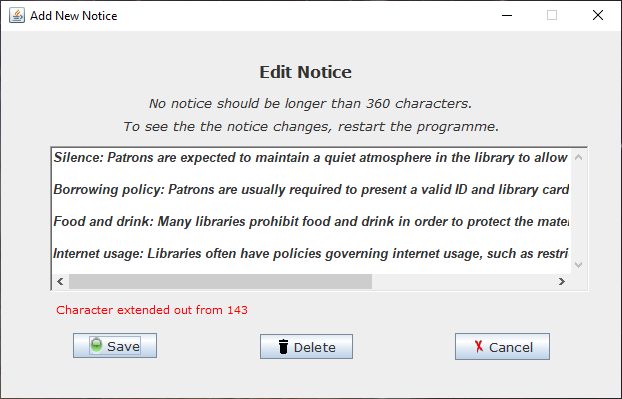 Add New Notice
Edit Notice
No notice should be longer than 360 characters.
To see the the notice changes, restart the programme.
Silence: Patrons are expected to maintain a quiet atmosphere in the library to allow
Borrowing policy: Patrons are usually required to present a valid ID and library card
Food and drink: Many libraries prohibit food and drink in order to protect the mater
Internet usage: Libraries often have policies governing internet usage, such as restri
Character extended out from 143
Save Delete Cancel